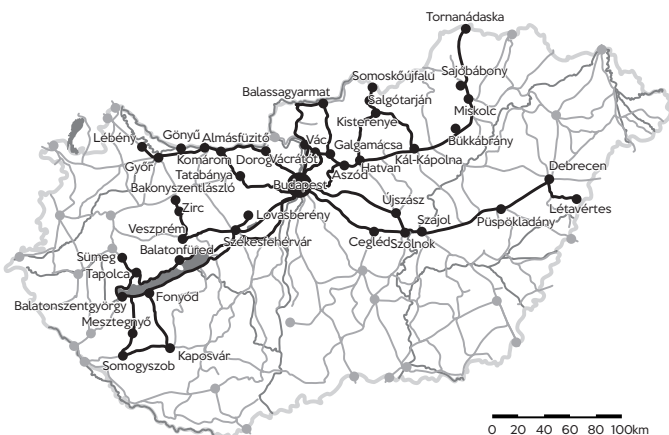 Tornanádaska
Somoskőújfalu
Sajóbábony
Balassagyarmat
Salgótarján
Miskolc
Kisterenye
Lébény
Gönyű
Almásfüzitő
Vác
Galgamácsa
Bükkábrány
Győr
Komárom
Dorog
Vácrátót
Hatvan
Kál-Kápolna
Tatabánya
Aszód
Debrecen
Bakonyszentlászló
Budapest
Zirc
Újszász
Létavértes
Lovasberény
Szajol
Püspökladány
Veszprém
Székesfehérvár
Cegléd
Szolnok
Sümeg
Balatonfüred
Tapolca
Balatonszentgyörgy
Fonyód
Mesztegnyő
Somogyszob
Kaposvár
0 20 40 60 80 100km